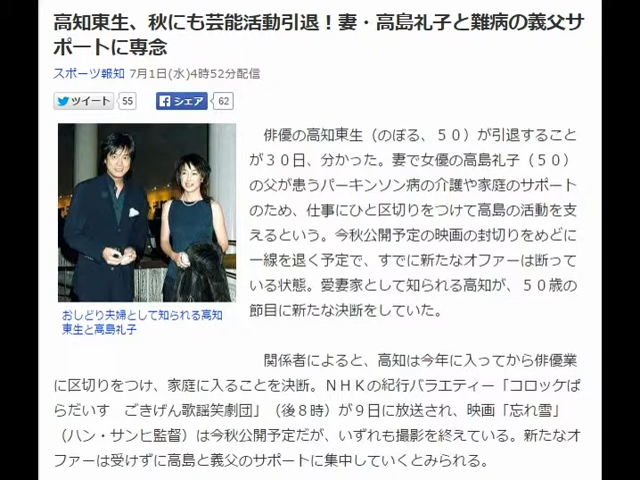 高知東生、秋にも芸能活動引退！妻・高島礼子と難病の義父サ
ポートに専念
スポーツ報知 7月1日(水)4時52分配信
ツイート 55 シェア 62
俳優の高知東生（のぼる、５０）が引退すること
が３０日、分かった。妻で女優の高島礼子（５０）
の父が患うパーキンソン病の介護や家庭のサポート
のため、仕事にひと区切りをつけて高島の活動を支
えるという。今秋公開予定の映画の封切りをめどに
一線を退く予定で、すでに新たなオファーは断って
いる状態。愛妻家として知られる高知が、５０歳の
節目に新たな決断をしていた。
おしどり夫婦として知られる高知
東生と高島礼子
関係者によると、高知は今年に入ってから俳優業
に区切りをつけ、家庭に入ることを決断。ＮＨＫの紀行バラエティー「コロッケぱ
らだいす　ごきげん歌謡笑劇団」（後８時）が９日に放送され、映画「忘れ雪」
（ハン・サンヒ監督）は今秋公開予定だが、いずれも撮影を終えている。新たなオ
ファーは受けずに高島と義父のサポートに集中していくとみられる。